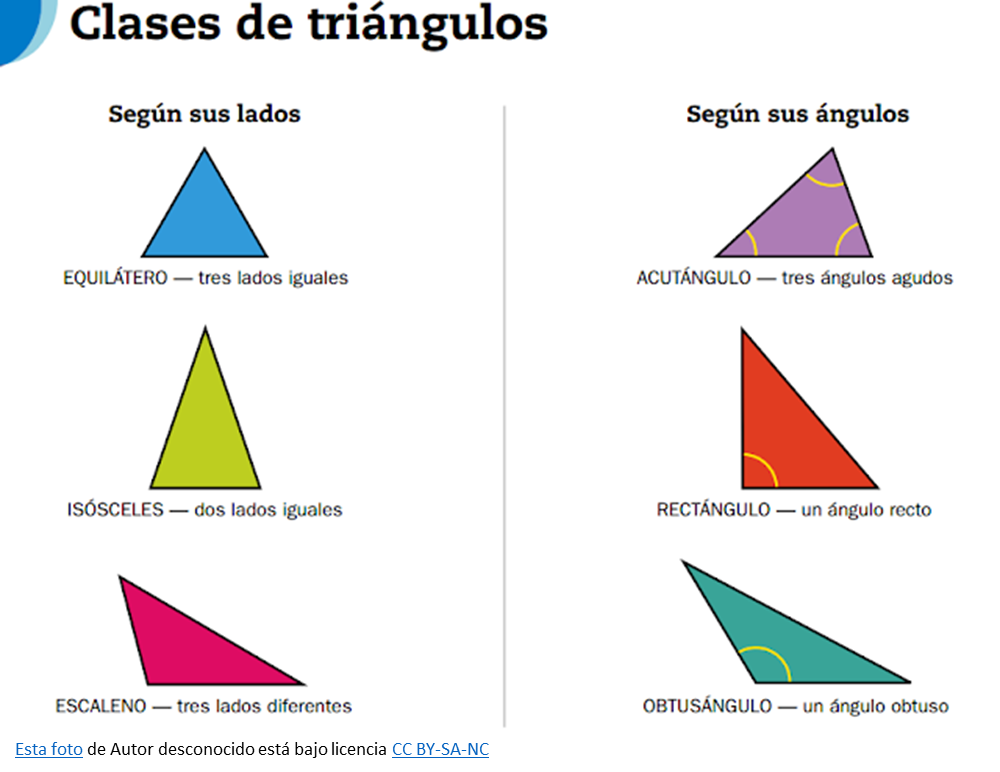 Clases de triángulos
Según sus lados
EQUILÁTERO — tres lados iguales
ISÓSCELES — dos lados iguales
ESCALENO — tres lados diferentes
Según sus ángulos
ACUTÁNGULO — tres ángulos agudos
RECTÁNGULO — un ángulo recto
OBTUSÁNGULO — un ángulo obtuso
Esta foto de Autor desconocido está bajo licencia CC BY-SA-NC